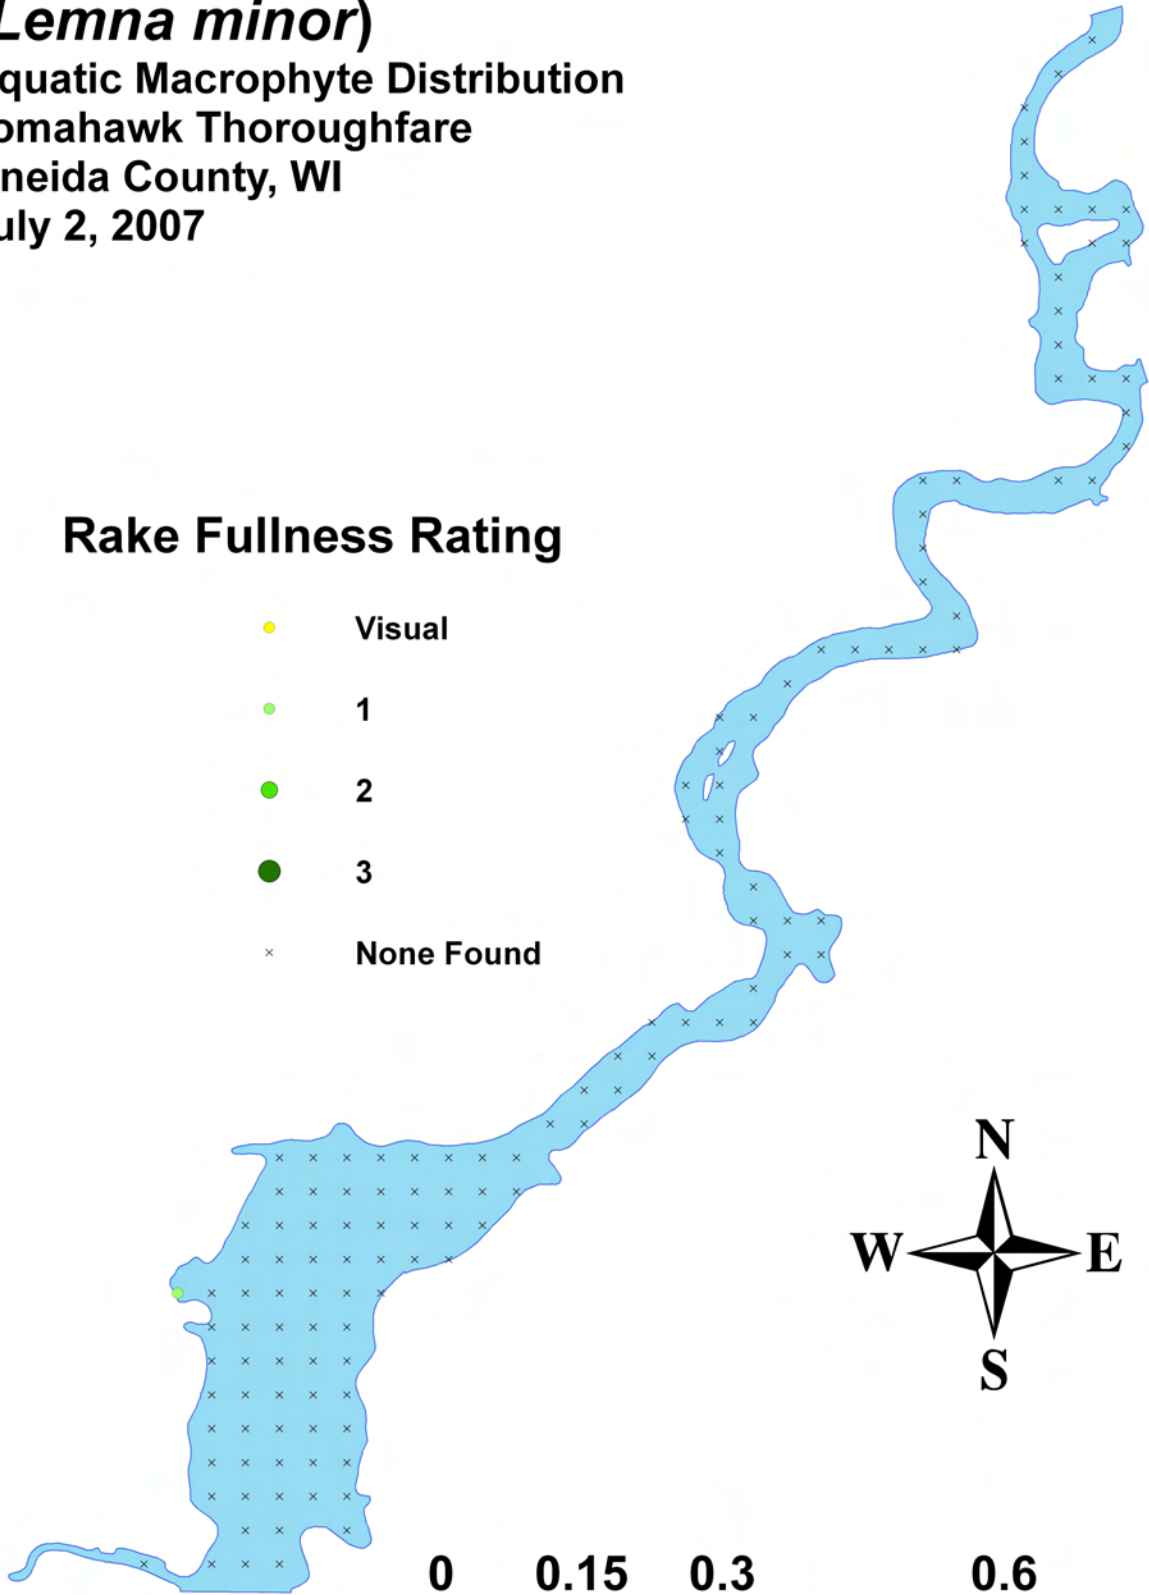 Lemna minor)
quatic Macrophyte Distribution
omahawk Thoroughfare
neida County, WI
uly 2, 2007
Rake Fullness Rating
Visual
1
2
3
None Found
N
W E
S
0 0.15 0.3 0.6